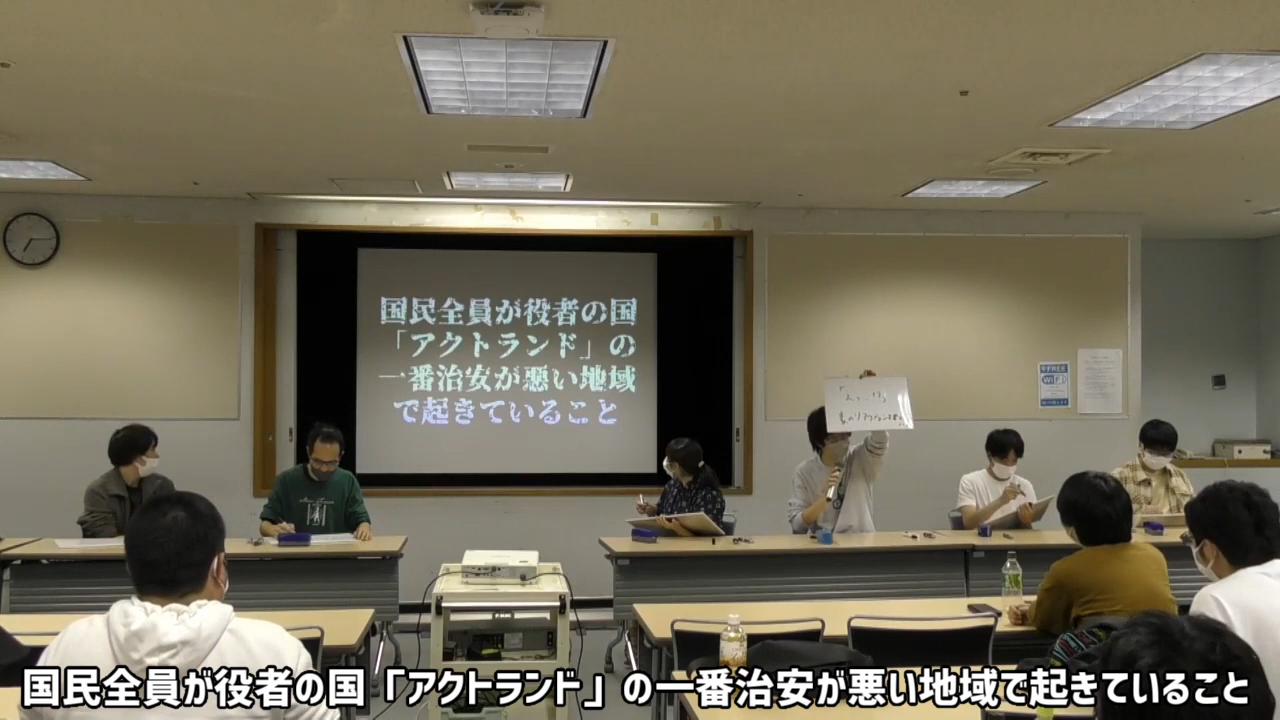 国民全員が役者の国
「アクトランド」の
一番治安が悪い地域
で起きていること
FREE
Wi Fi
国民全員が役者の国「アクトランド」の一番治安が悪い地域で起きていること